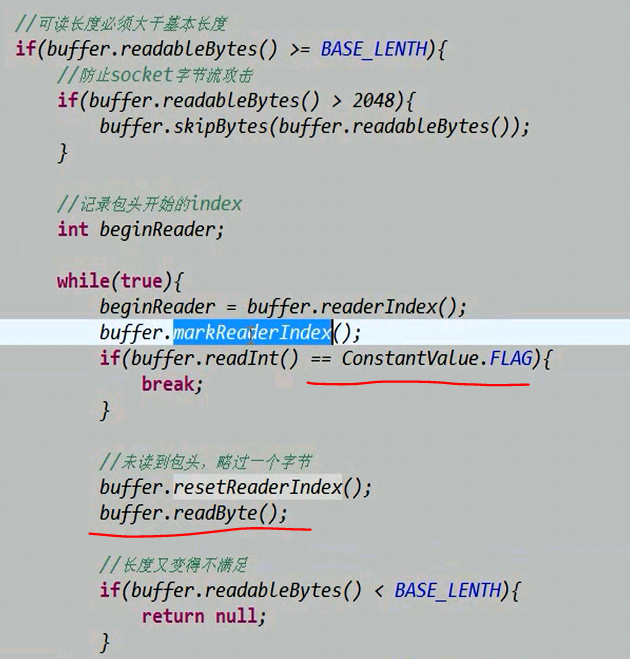 //可读长度必须大于基本长度
if(buffer.readableBytes() >= BASE_LENTH){
//防止socket字节流攻击
if(buffer.readableBytes() > 2048){
buffer.skipBytes(buffer.readableBytes());
}
//记录包头开始的index
int beginReader;
while(true){
beginReader = buffer.readerIndex();
buffer.markReaderIndex();
if(buffer.readInt() == ConstantValue.FLAG){
break;
}
//未读到包头，略过一个字节
buffer.resetReaderIndex();
buffer.readByte();
//长度又变得不满足
if(buffer.readableBytes() < BASE_LENTH){
return null;
}